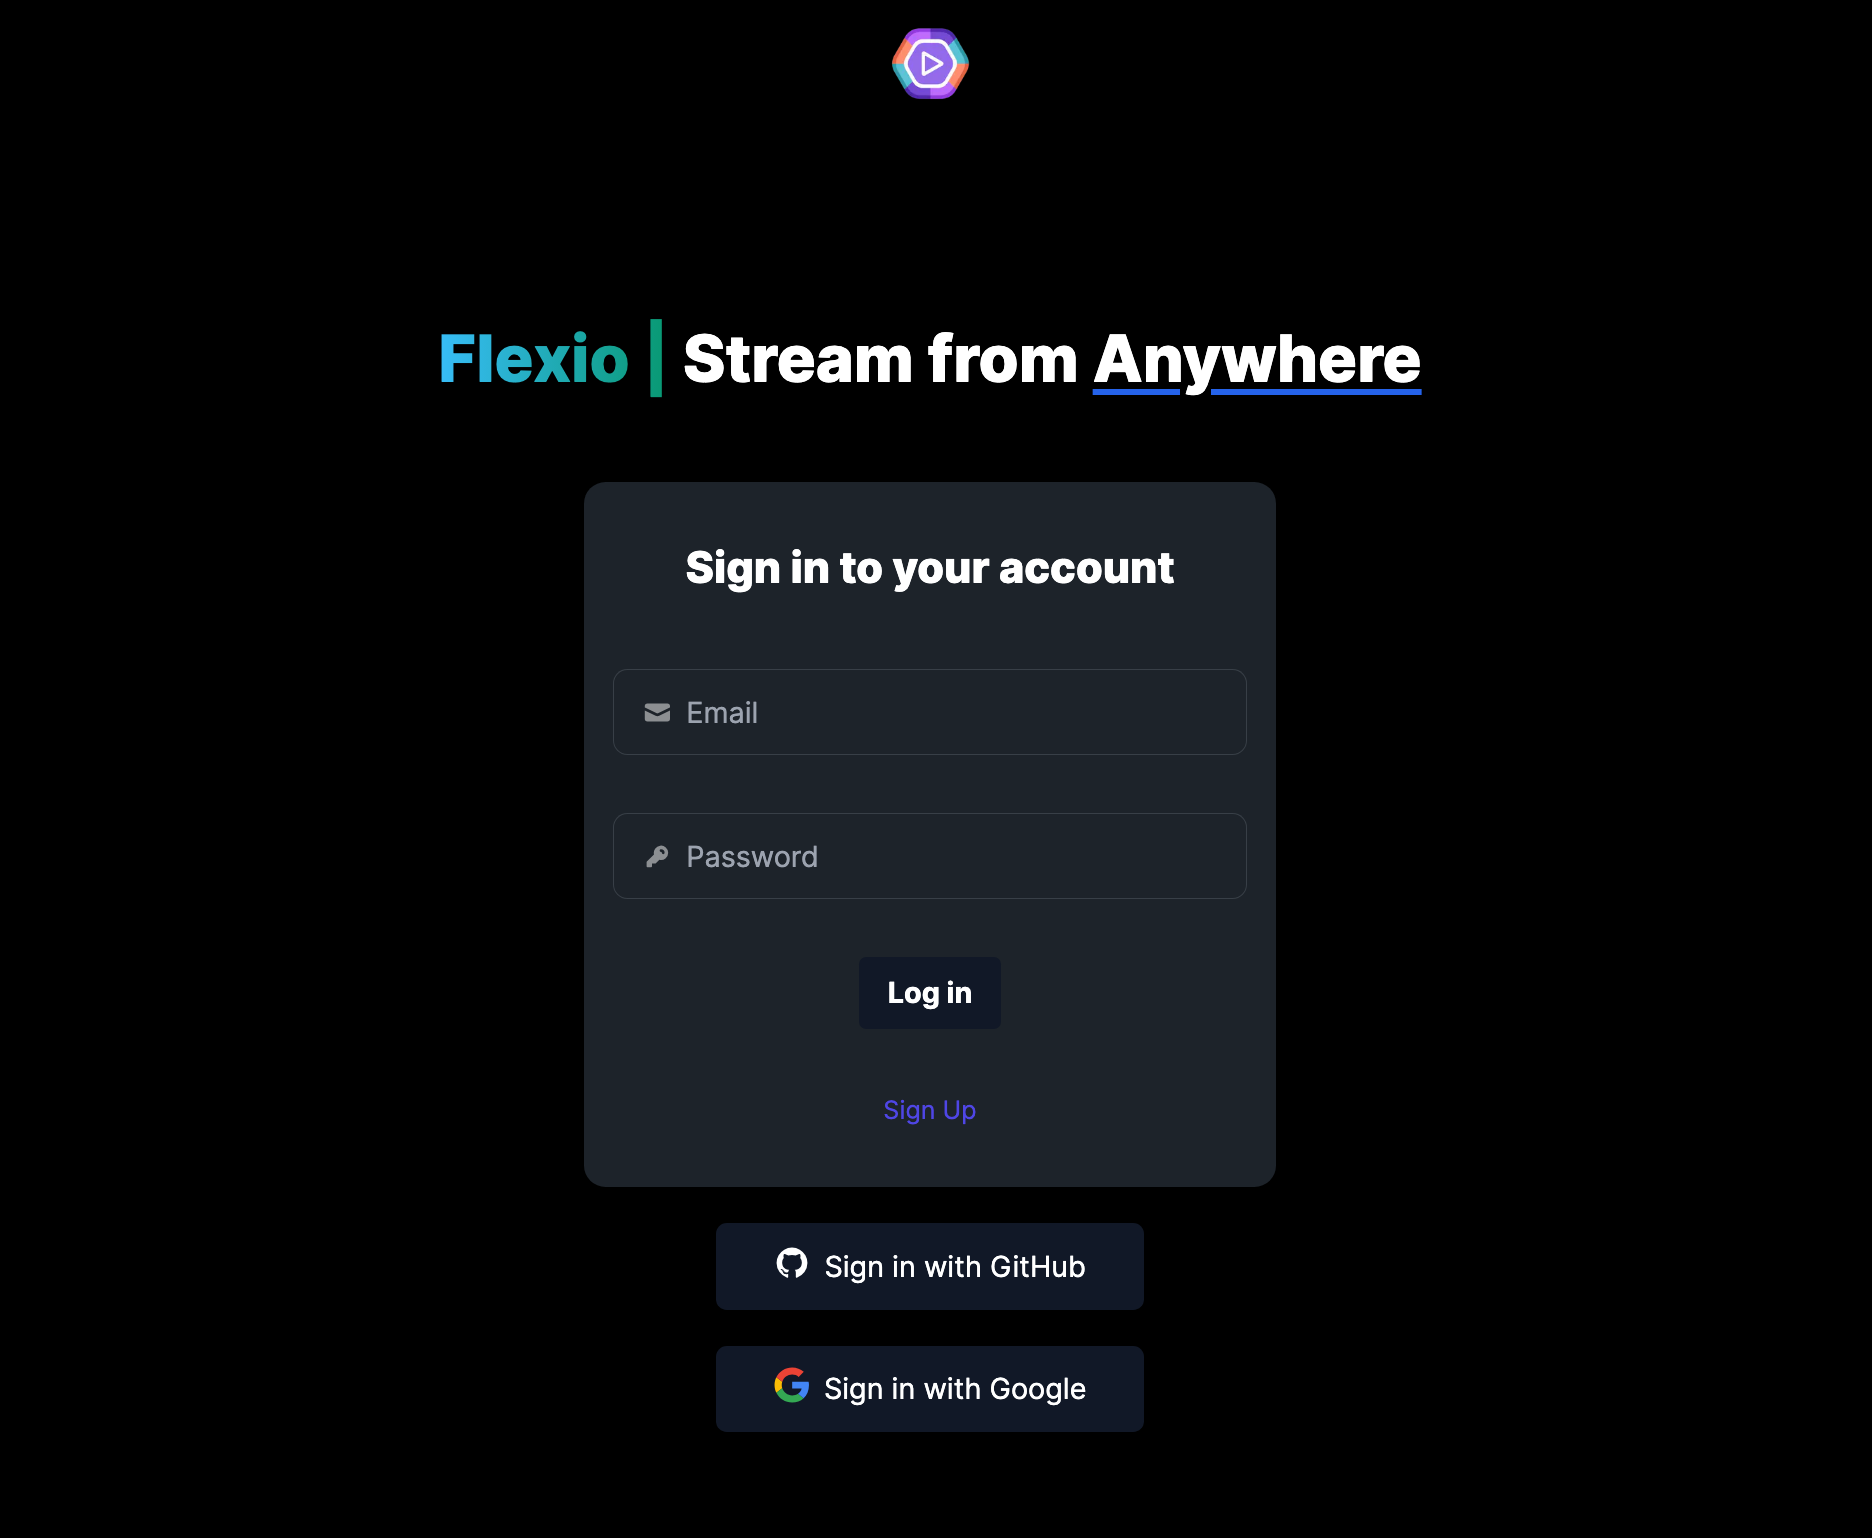 Flexio | Stream from Anywhere
Sign in to your account
Email
Password
Log in
Sign Up
Sign in with GitHub
Sign in with Google